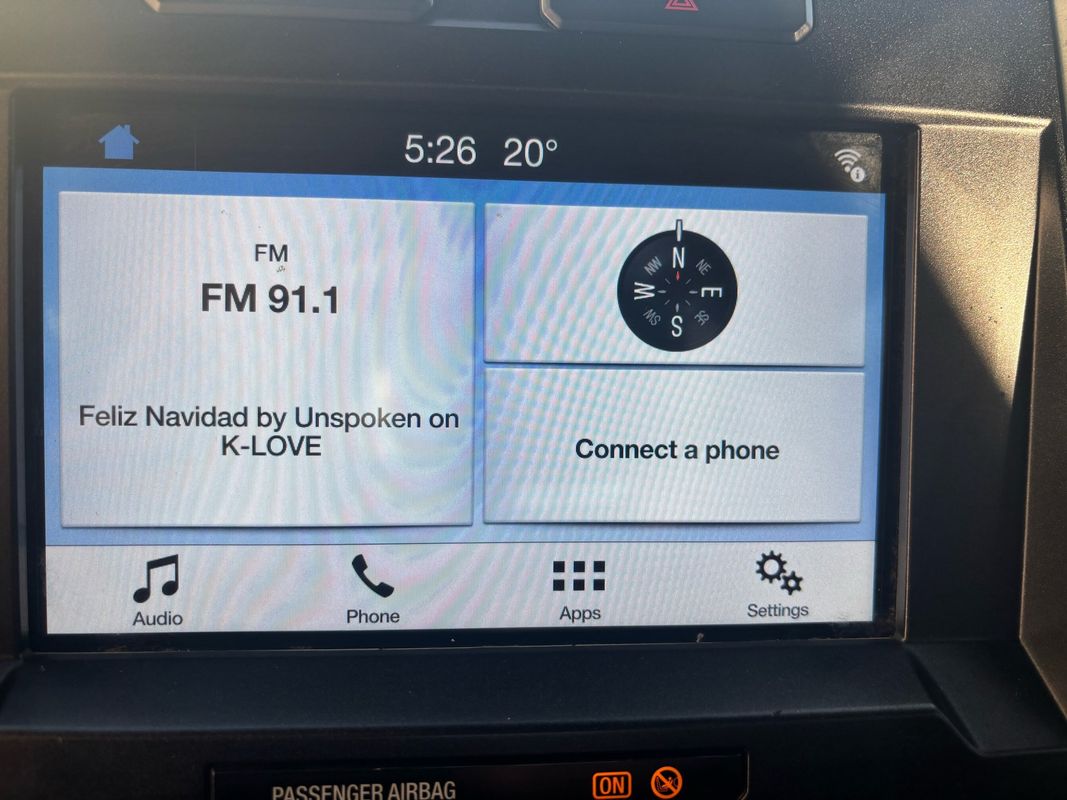 5:26 20°
FM
FM 91.1
Feliz Navidad by Unspoken on
K-LOVE
N
NE
E
SE
S
SW
W
NW
Connect a phone
Audio
Phone
Apps
Settings
PASSENGER AIRBAG
ON